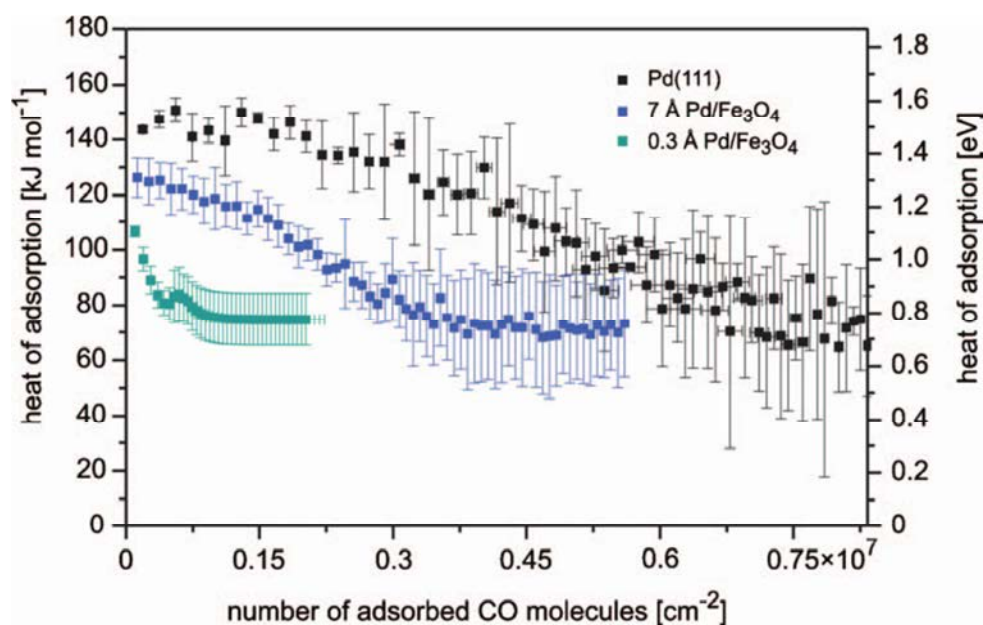 180
160
140
120
100
80
60
40
20
0
heat of adsorption [kJ mol⁻¹]
Pd(111)
7 Å Pd/Fe₃O₄
0.3 Å Pd/Fe₃O₄
1.8
1.6
1.4
1.2
1.0
0.8
0.6
0.4
0.2
0
heat of adsorption [eV]
0 0.15 0.3 0.45 0.6 0.75×10⁷
number of adsorbed CO molecules [cm⁻²]